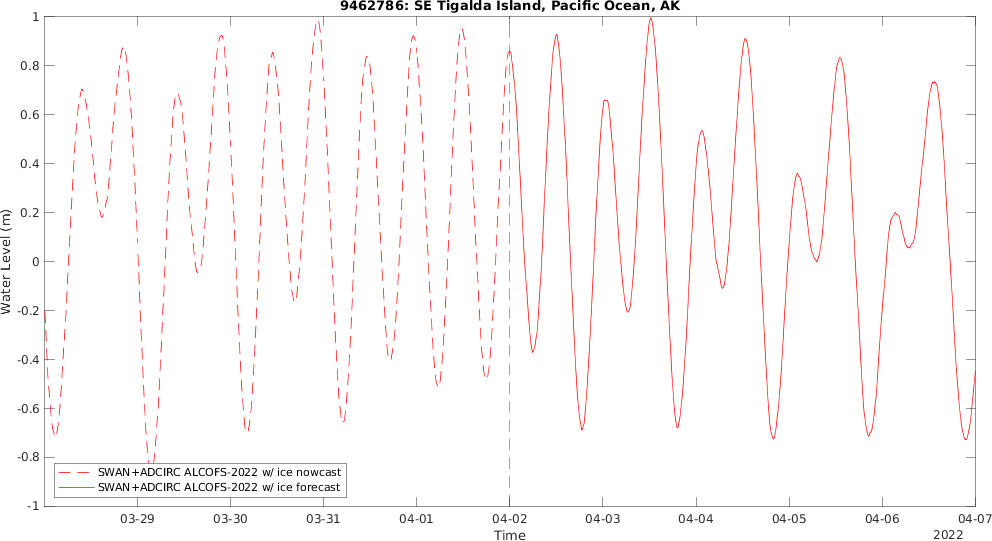 9462786: SE Tigalda Island, Pacific Ocean, AK
1
0.8
0.6
0.4
0.2
0
-0.2
-0.4
-0.6
-0.8
-1
Water Level (m)
SWAN+ADCIRC ALCOFS-2022 w/ ice nowcast
SWAN+ADCIRC ALCOFS-2022 w/ ice forecast
03-29 03-30 03-31 04-01 04-02 04-03 04-04 04-05 04-06 04-07
Time
2022